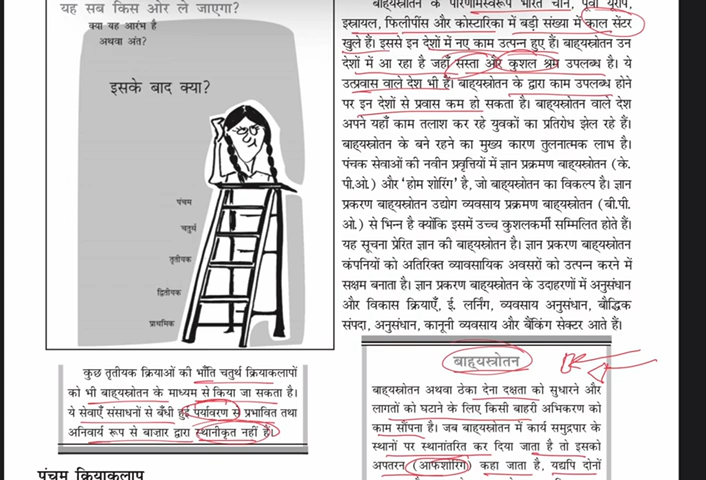 यह सब किस ओर ले जाएगा?
क्या यह आरंभ है
अथवा अंत?
इसके बाद क्या?
पंचम
चतुर्थ
तृतीयक
द्वितीयक
प्राथमिक
कुछ तृतीयक क्रियाओं की भाँति चतुर्थ क्रियाकलापों
को भी बाह्यस्रोतन के माध्यम से किया जा सकता है।
ये सेवाएँ संसाधनों से बँधी हुई पर्यावरण से प्रभावित तथा
अनिवार्य रूप से बाज़ार द्वारा स्थानीकृत नहीं हैं।
पंचम क्रियाकलाप
बाह्यस्रोतन के परिणामस्वरूप भारत चीन, पूर्वी यूरोप,
इस्रायल, फिलीपींस और कोस्टारिका में बड़ी संख्या में काल सेंटर
खुले हैं। इससे इन देशों में नए काम उत्पन्न हुए हैं। बाह्यस्रोतन उन
देशों में आ रहा है जहाँ सस्ता और कुशल श्रम उपलब्ध है। ये
उत्प्रवास वाले देश भी हैं। बाह्यस्रोतन के द्वारा काम उपलब्ध होने
पर इन देशों से प्रवास कम हो सकता है। बाह्यस्रोतन वाले देश
अपने यहाँ काम तलाश कर रहे युवकों का प्रतिरोध झेल रहे हैं।
बाह्यस्रोतन के बने रहने का मुख्य कारण तुलनात्मक लाभ है।
पंचक सेवाओं की नवीन प्रवृत्तियों में ज्ञान प्रक्रमण बाह्यस्रोतन (के.
पी.ओ.) और 'होम शोरिंग' है, जो बाह्यस्रोतन का विकल्प है। ज्ञान
प्रकरण बाह्यस्रोतन उद्योग व्यवसाय प्रक्रमण बाह्यस्रोतन (बी.पी.
ओ.) से भिन्न है क्योंकि इसमें उच्च कुशलकर्मी सम्मिलित होते हैं।
यह सूचना प्रेरित ज्ञान की बाह्यस्रोतन है। ज्ञान प्रकरण बाह्यस्रोतन
कंपनियों को अतिरिक्त व्यावसायिक अवसरों को उत्पन्न करने में
सक्षम बनाता है। ज्ञान प्रकरण बाह्यस्रोतन के उदाहरणों में अनुसंधान
और विकास क्रियाएँ, ई. लर्निंग, व्यवसाय अनुसंधान, बौद्धिक
संपदा, अनुसंधान, कानूनी व्यवसाय और बैंकिंग सेक्टर आते हैं।
बाह्यस्रोतन
बाह्यस्रोतन अथवा ठेका देना दक्षता को सुधारने और
लागतों को घटाने के लिए किसी बाहरी अभिकरण को
काम सौंपना है। जब बाह्यस्रोतन में कार्य समुद्रपार के
स्थानों पर स्थानांतरित कर दिया जाता है तो इसको
अपतरन (आफशोरिंग) कहा जाता है, यद्यपि दोनों